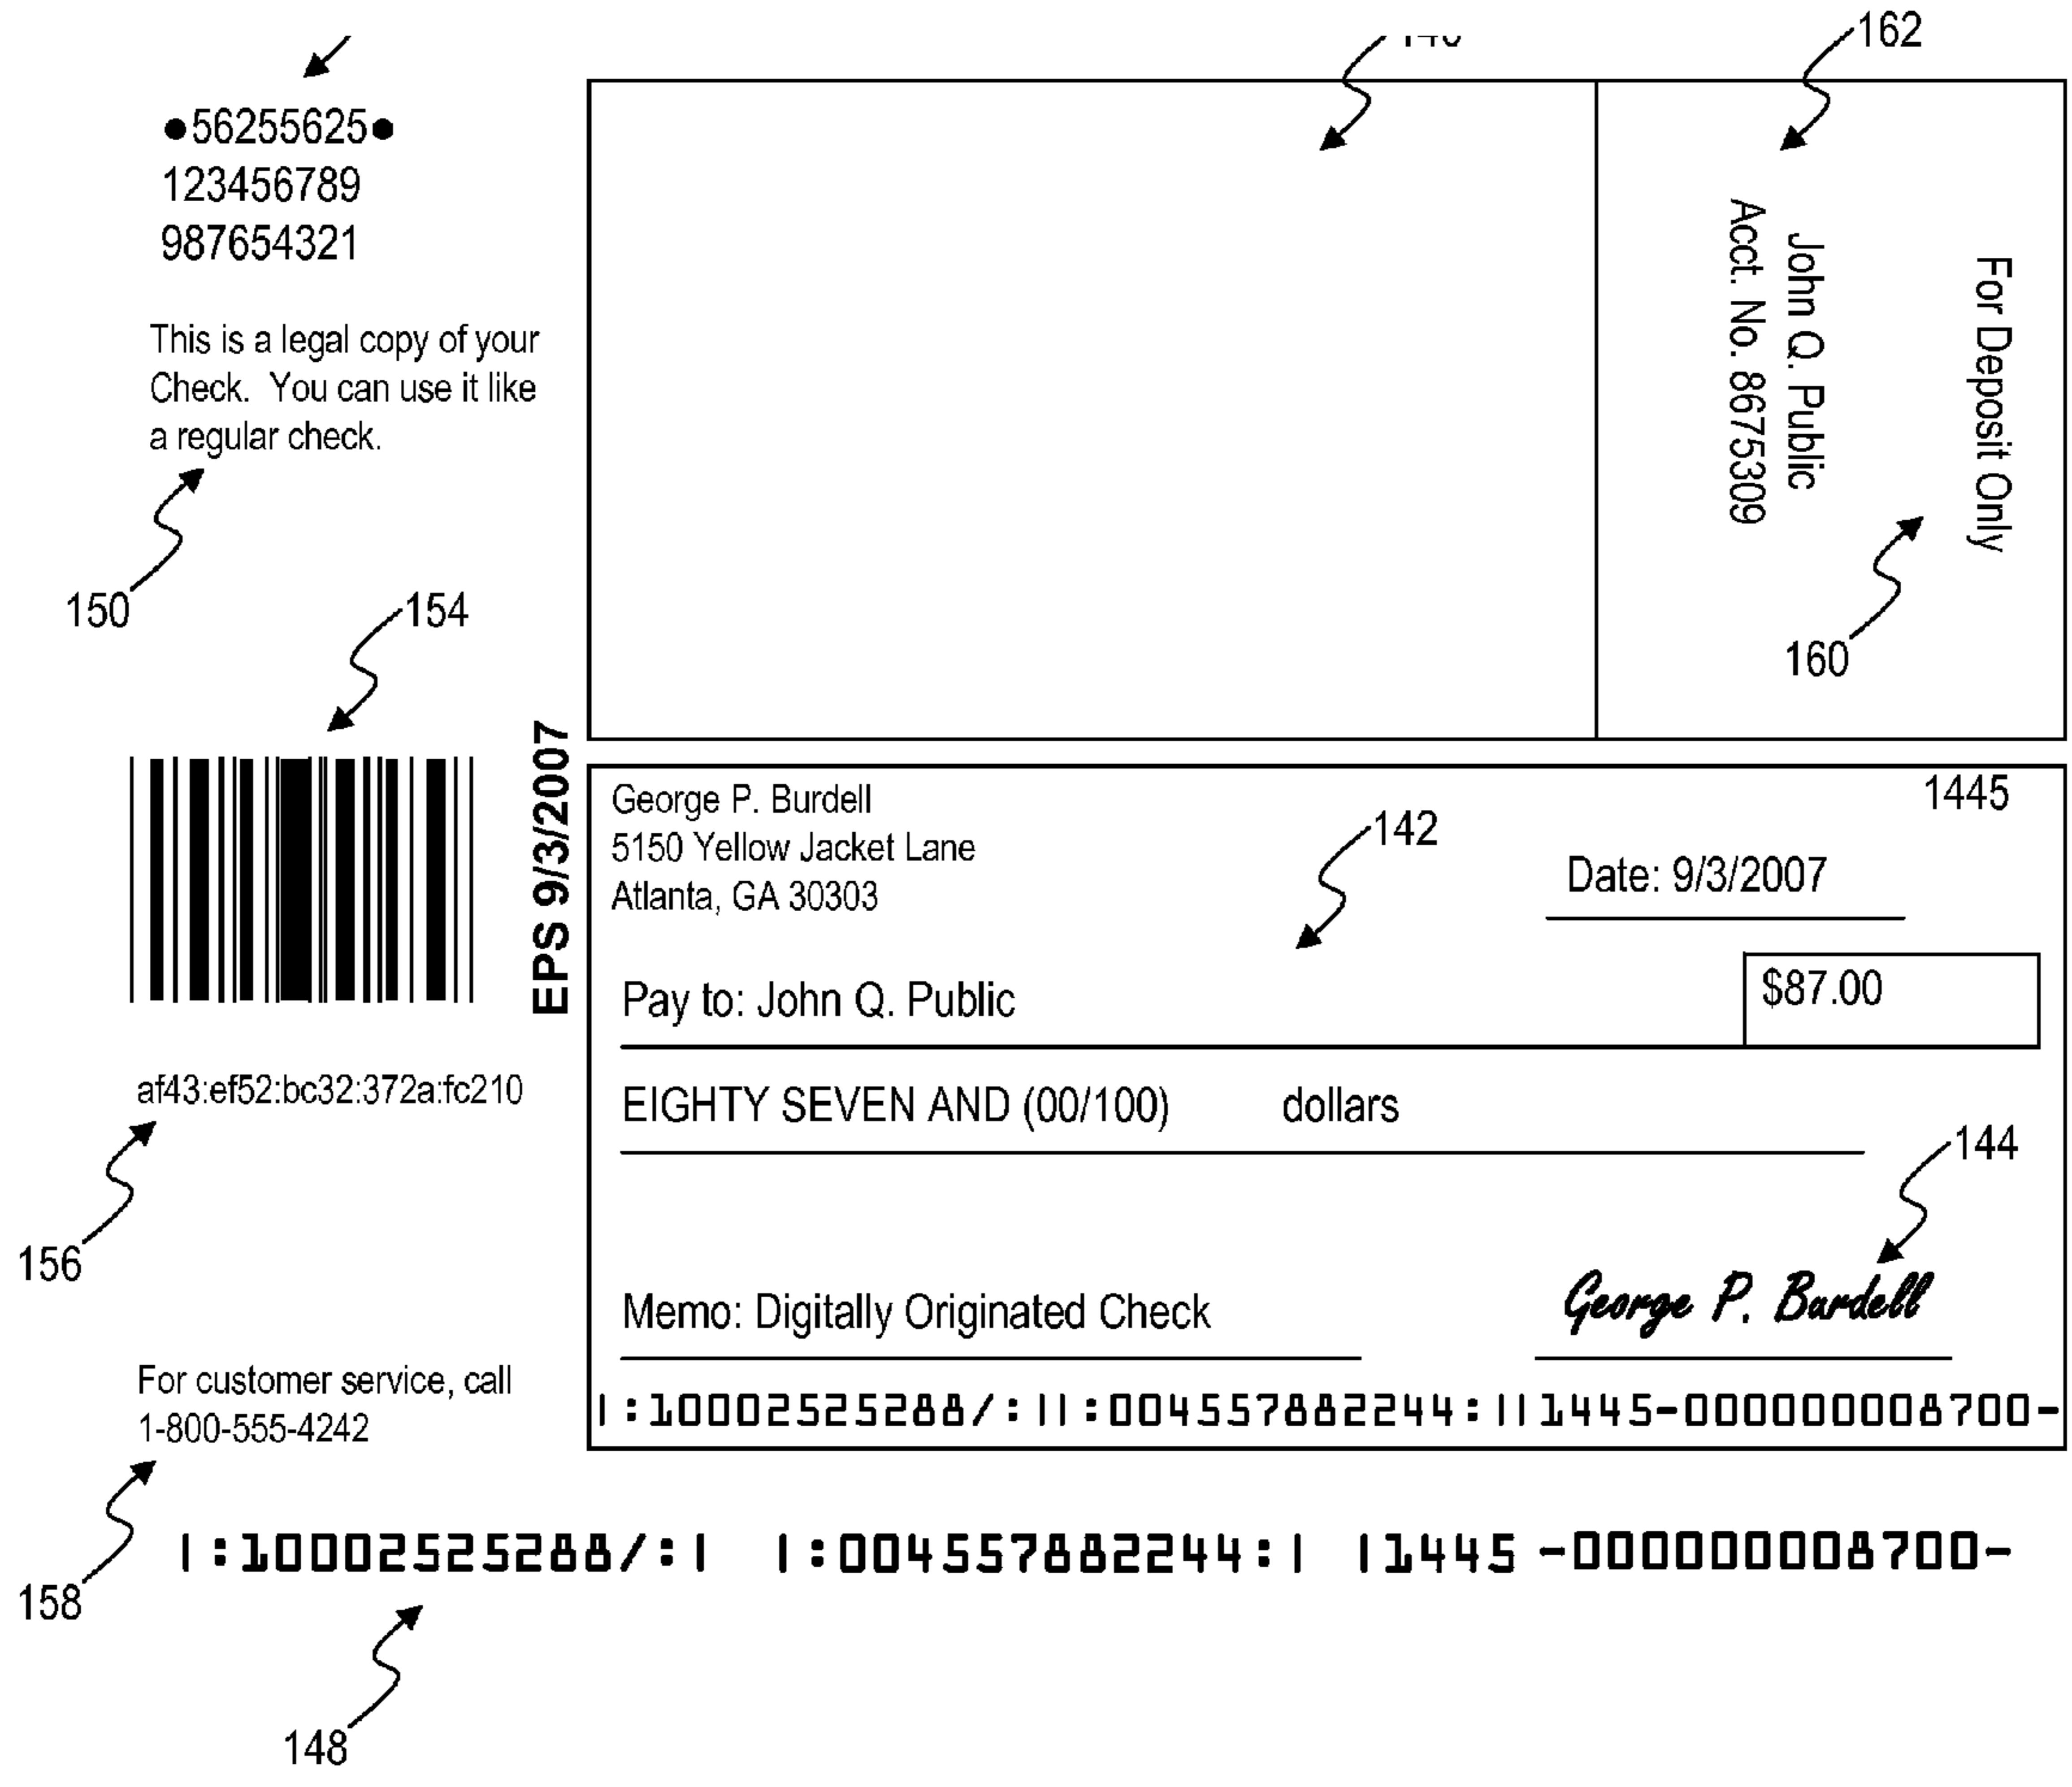 162
●56255625●
123456789
987654321
This is a legal copy of your
Check. You can use it like
a regular check.
150
154
For Deposit Only
John Q. Public
Acct. No. 8675309
160
EPS 9/3/2007
af43:ef52:bc32:372a:fc210
156
For customer service, call
1-800-555-4242
158
George P. Burdell
5150 Yellow Jacket Lane
Atlanta, GA 30303
142
1445
Date: 9/3/2007
Pay to: John Q. Public
$87.00
EIGHTY SEVEN AND (00/100) dollars
144
Memo: Digitally Originated Check
George P. Burdell
|:10002525288/:||:004557882244:||1445-000000008700-
|:10002525288/:| |:004557882244:| |1445 -000000008700-
148